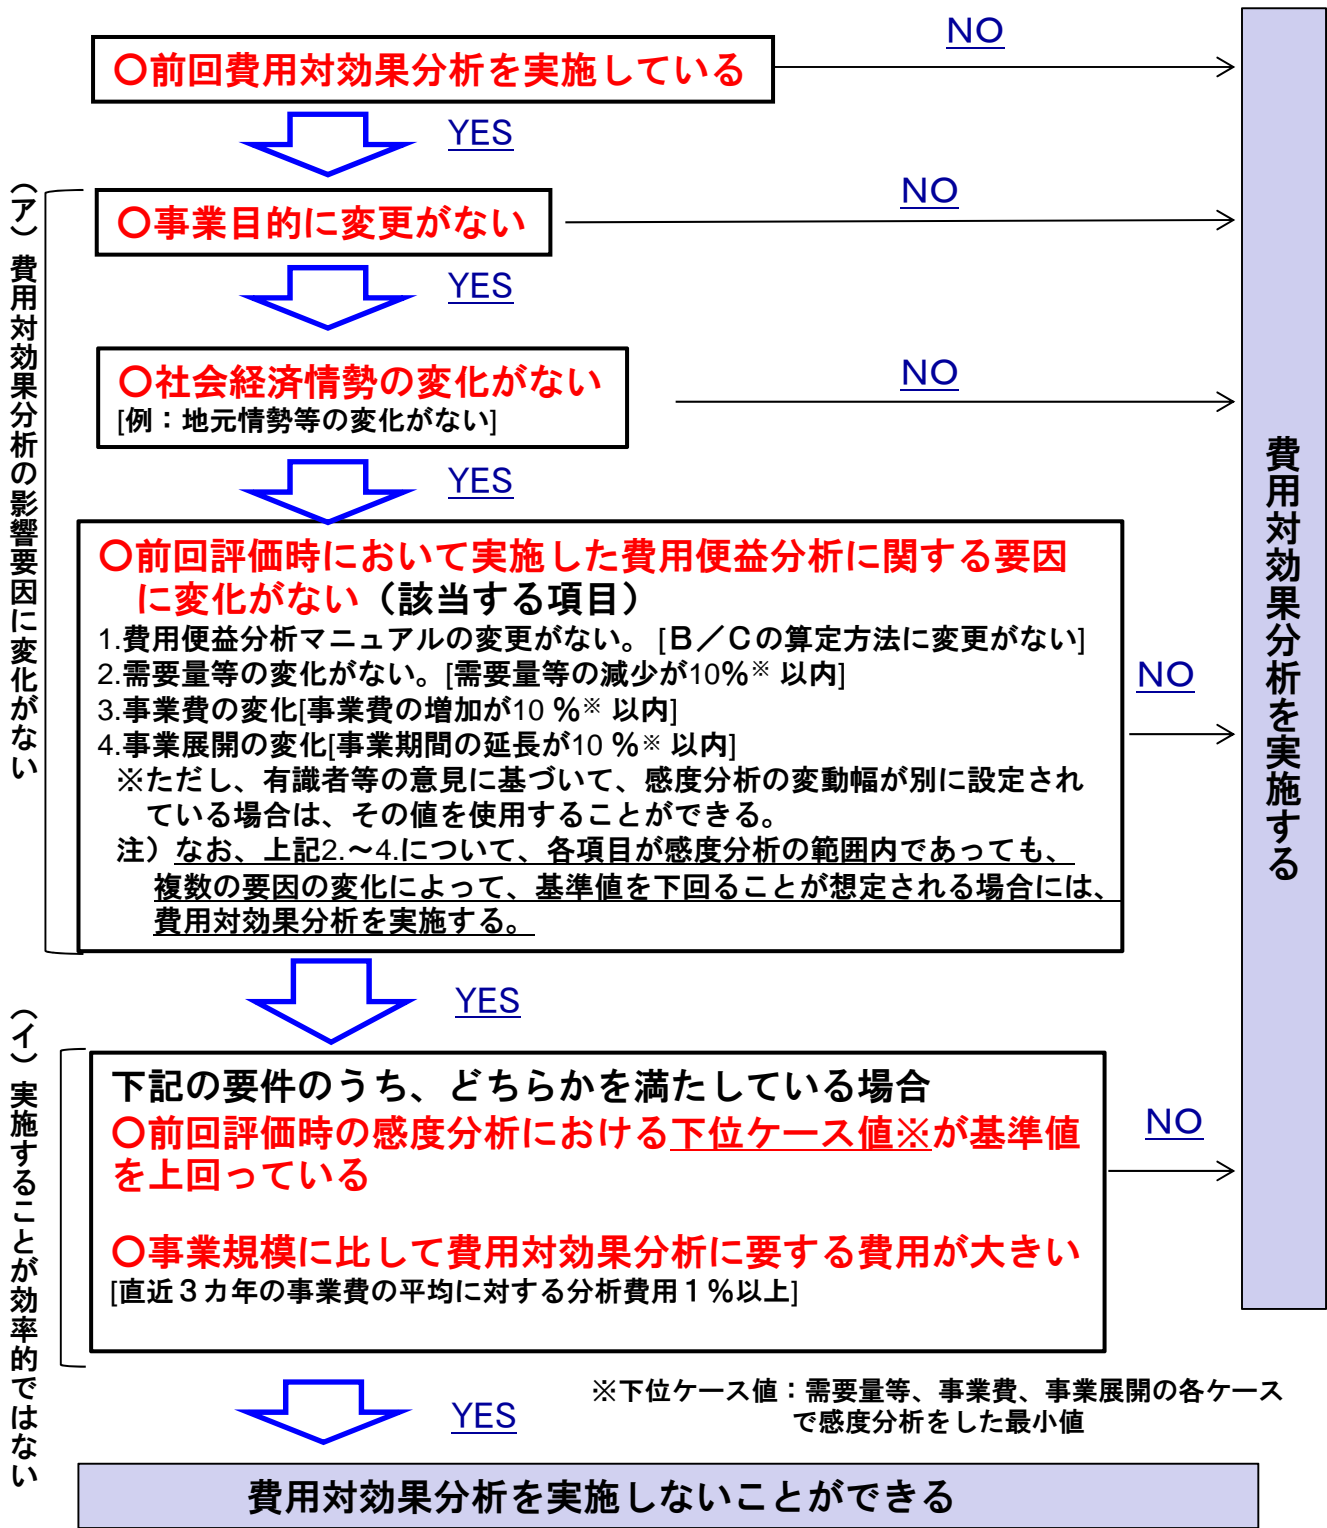 NO
〇前回費用対効果分析を実施している
YES
(ア)費用対効果分析の影響要因に変化がない
NO
〇事業目的に変更がない
YES
NO
〇社会経済情勢の変化がない
[例：地元情勢等の変化がない]
YES
費用対効果分析を実施する
〇前回評価時において実施した費用便益分析に関する要因
に変化がない（該当する項目）
1.費用便益分析マニュアルの変更がない。[Ｂ／Ｃの算定方法に変更がない]
2.需要量等の変化がない。[需要量等の減少が10％※ 以内]
3.事業費の変化[事業費の増加が10 ％※ 以内]
4.事業展開の変化[事業期間の延長が10 ％※ 以内]
※ただし、有識者等の意見に基づいて、感度分析の変動幅が別に設定され
ている場合は、その値を使用することができる。
注）なお、上記2.～4.について、各項目が感度分析の範囲内であっても、
複数の要因の変化によって、基準値を下回ることが想定される場合には、
費用対効果分析を実施する。
NO
YES
(イ)実施することが効率的ではない
下記の要件のうち、どちらかを満たしている場合
〇前回評価時の感度分析における下位ケース値※が基準値
を上回っている
〇事業規模に比して費用対効果分析に要する費用が大きい
[直近３カ年の事業費の平均に対する分析費用１％以上]
NO
YES
※下位ケース値：需要量等、事業費、事業展開の各ケース
で感度分析をした最小値
費用対効果分析を実施しないことができる